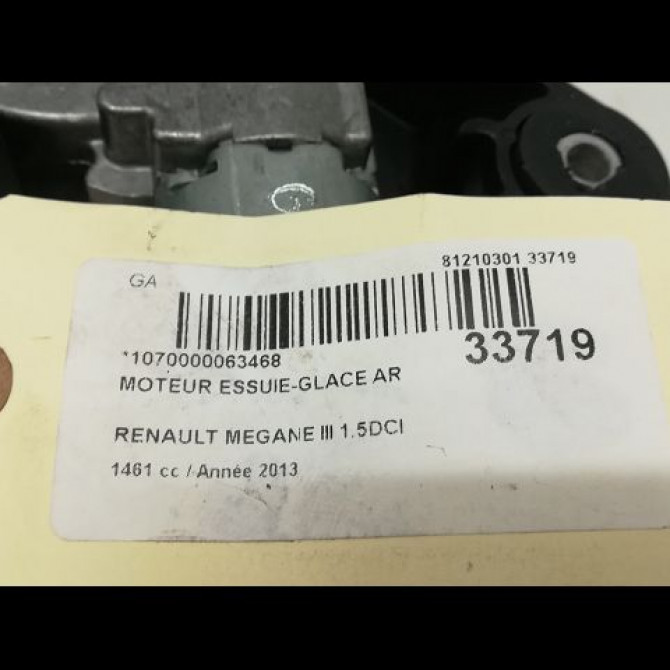 GA
81210301 33719
*1070000063468
33719
MOTEUR ESSUIE-GLACE AR
RENAULT MEGANE III 1.5DCI
1461 cc / Année 2013